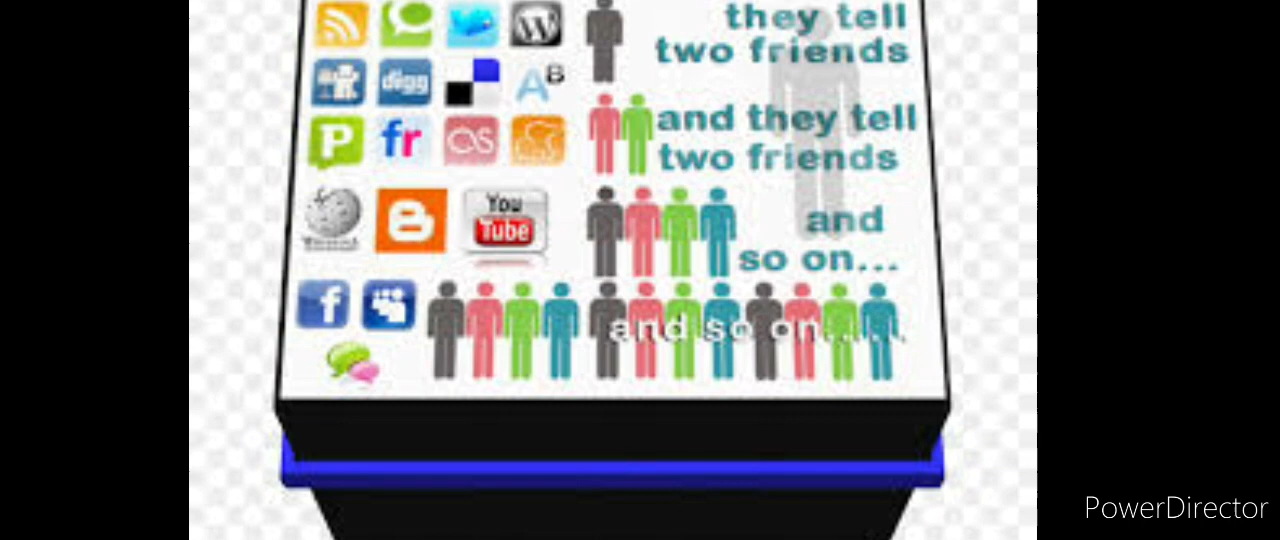 they tell
two friends
W
digg
A B
and they tell
two friends
P
fr
as
and
so on...
B
You
Tube
f
and so on.....
PowerDirector